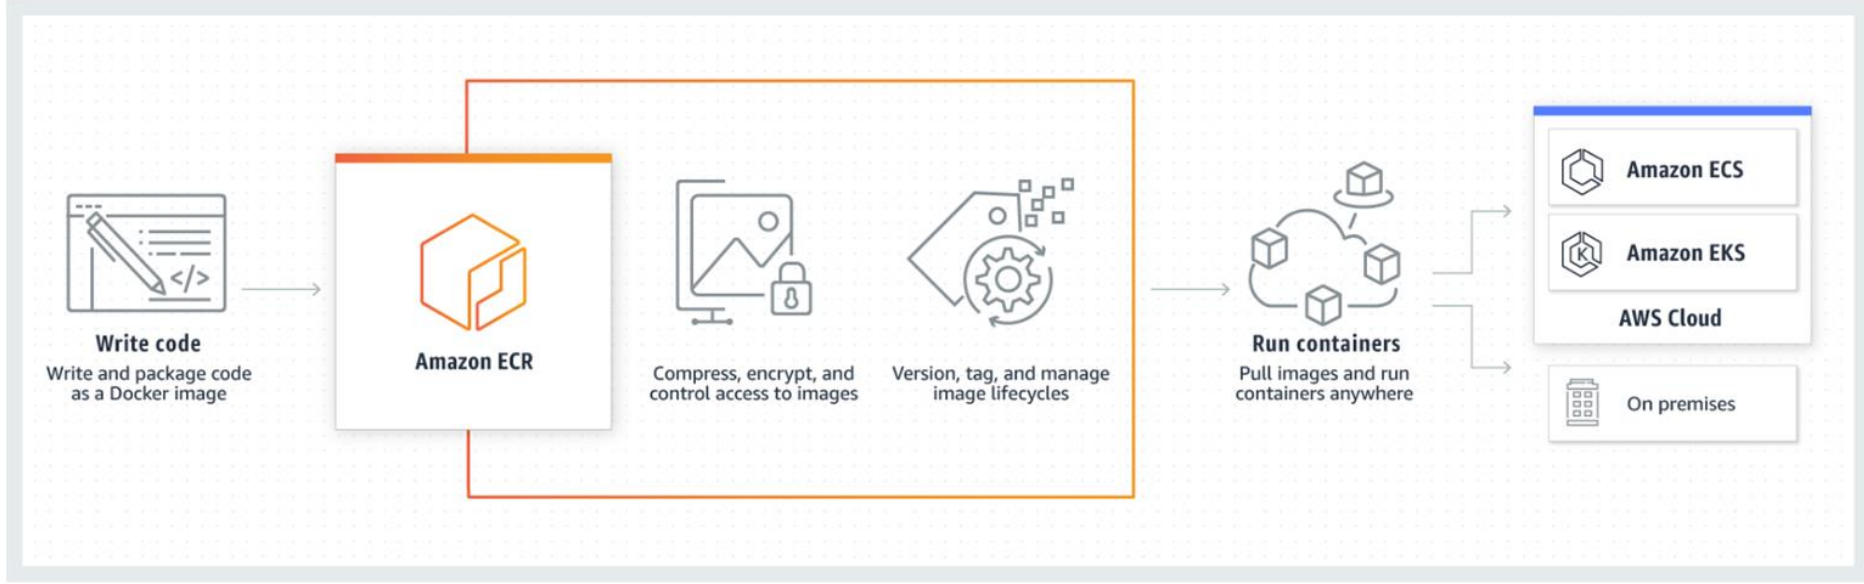 Write code
Write and package code
as a Docker image
</>
Amazon ECR
Compress, encrypt, and
control access to images
Version, tag, and manage
image lifecycles
Run containers
Pull images and run
containers anywhere
Amazon ECS
K
Amazon EKS
AWS Cloud
On premises